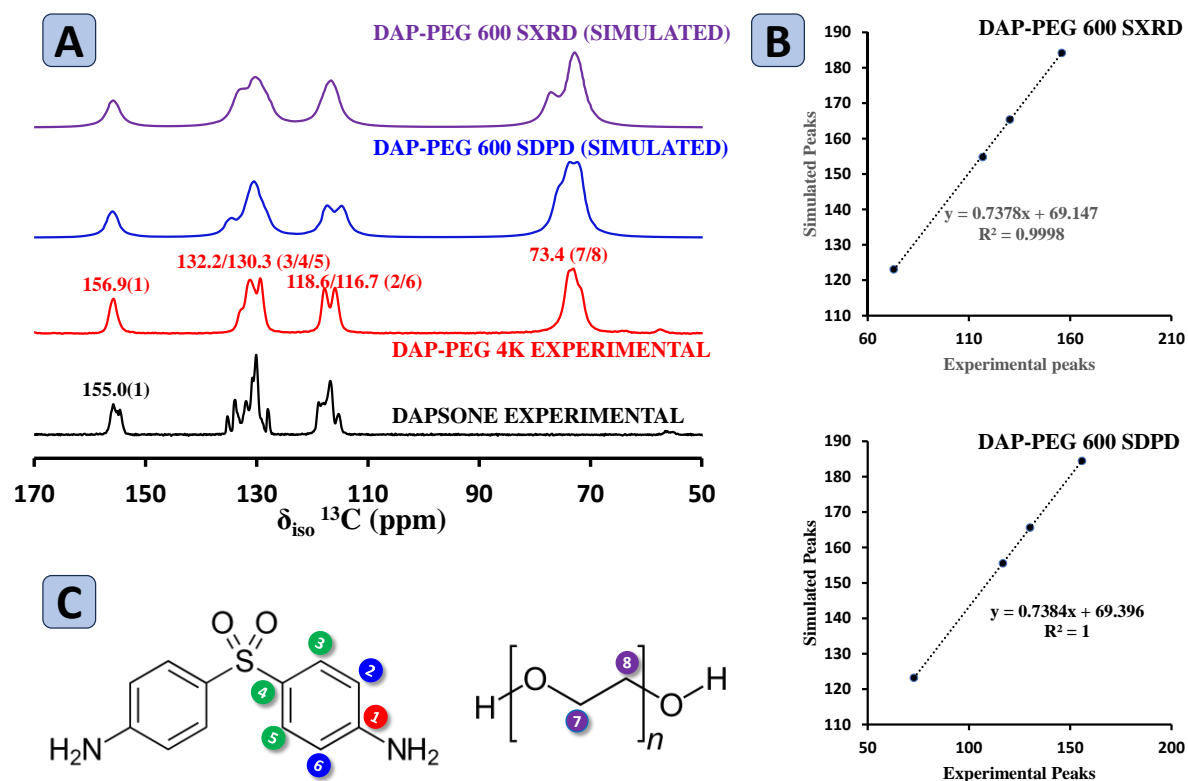 A
DAP-PEG 600 SXRD (SIMULATED)
DAP-PEG 600 SDPD (SIMULATED)
132.2/130.3 (3/4/5)
73.4 (7/8)
156.9(1)
118.6/116.7 (2/6)
DAP-PEG 4K EXPERIMENTAL
155.0(1)
DAPSONE EXPERIMENTAL
170 150 130 110 90 70 50
δiso 13C (ppm)
B
DAP-PEG 600 SXRD
190
180
170
160
150
140
130
120
110
Simulated Peaks
y = 0.7378x + 69.147
R² = 0.9998
60 110 160 210
Experimental peaks
DAP-PEG 600 SDPD
190
180
170
160
150
140
130
120
110
Simulated Peaks
y = 0.7384x + 69.396
R² = 1
50 100 150 200
Experimental Peaks
C
O O
S
3
2
4
1
5
6
H2N
NH2
H
O
8
7
n
O
H